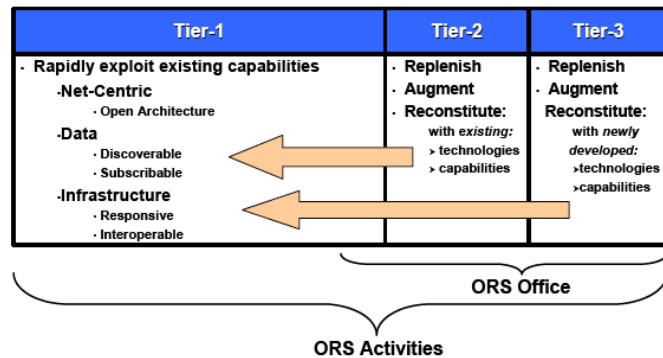 Tier-1
· Rapidly exploit existing capabilities
-Net-Centric
· Open Architecture
-Data
· Discoverable
· Subscribable
-Infrastructure
· Responsive
· Interoperable
Tier-2
· Replenish
· Augment
· Reconstitute:
with existing:
➤ technologies
➤ capabilities
Tier-3
· Replenish
· Augment
Reconstitute:
with newly
developed:
➤technologies
➤capabilities
ORS Office
ORS Activities